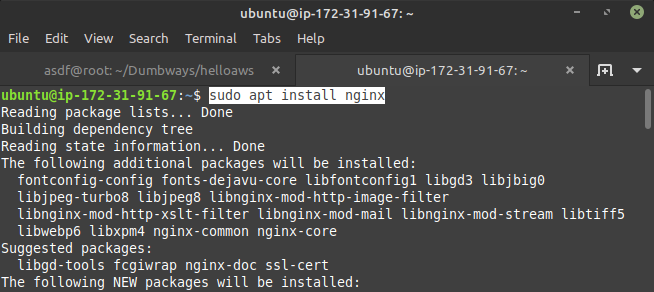 ubuntu@ip-172-31-91-67: ~
File Edit View Search Terminal Tabs Help
asdf@root: ~/Dumbways/helloaws
ubuntu@ip-172-31-91-67: ~
ubuntu@ip-172-31-91-67:~$ sudo apt install nginx
Reading package lists... Done
Building dependency tree
Reading state information... Done
The following additional packages will be installed:
fontconfig-config fonts-dejavu-core libfontconfig1 libgd3 libjbig0
libjpeg-turbo8 libjpeg8 libnginx-mod-http-image-filter
libnginx-mod-http-xslt-filter libnginx-mod-mail libnginx-mod-stream libtiff5
libwebp6 libxpm4 nginx-common nginx-core
Suggested packages:
libgd-tools fcgiwrap nginx-doc ssl-cert
The following NEW packages will be installed: